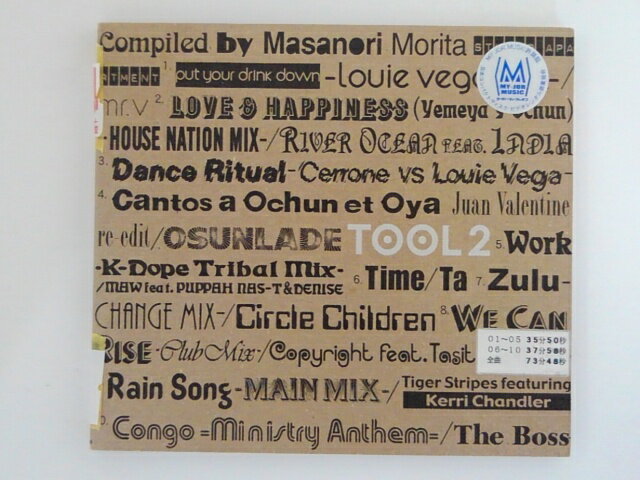 Compiled by Masanori Morita
RTMENT 1. put your drink down -Louie vega -/
mr.v 2. LOVE & HAPPINESS (Yemeya y Ochun)
MY-JOR
MUSIC
-HOUSE NATION MIX-/RIVER OCEAN FEAT. INDIA
3. Dance Ritual-Cerrone vs Louie Vega-
4. Cantos a Ochun et Oya Juan Valentine
re-edit/OSUNLADE TOOL 2 5. Work
-K-Dope Tribal Mix-
/MAW feat. PUPPAH NAS-T & DENISE 6. Time/Ta 7. Zulu-
CHANGE MIX-/Circle Children 8. WE CAN
01～05 35分50秒
06～10 37分58秒
全曲 73分48秒
RISE-Club Mix-/Copyright feat. Tasit
Rain Song-MAIN MIX-/Tiger Stripes featuring
Kerri Chandler
Congo =Ministry Anthem=/The Boss